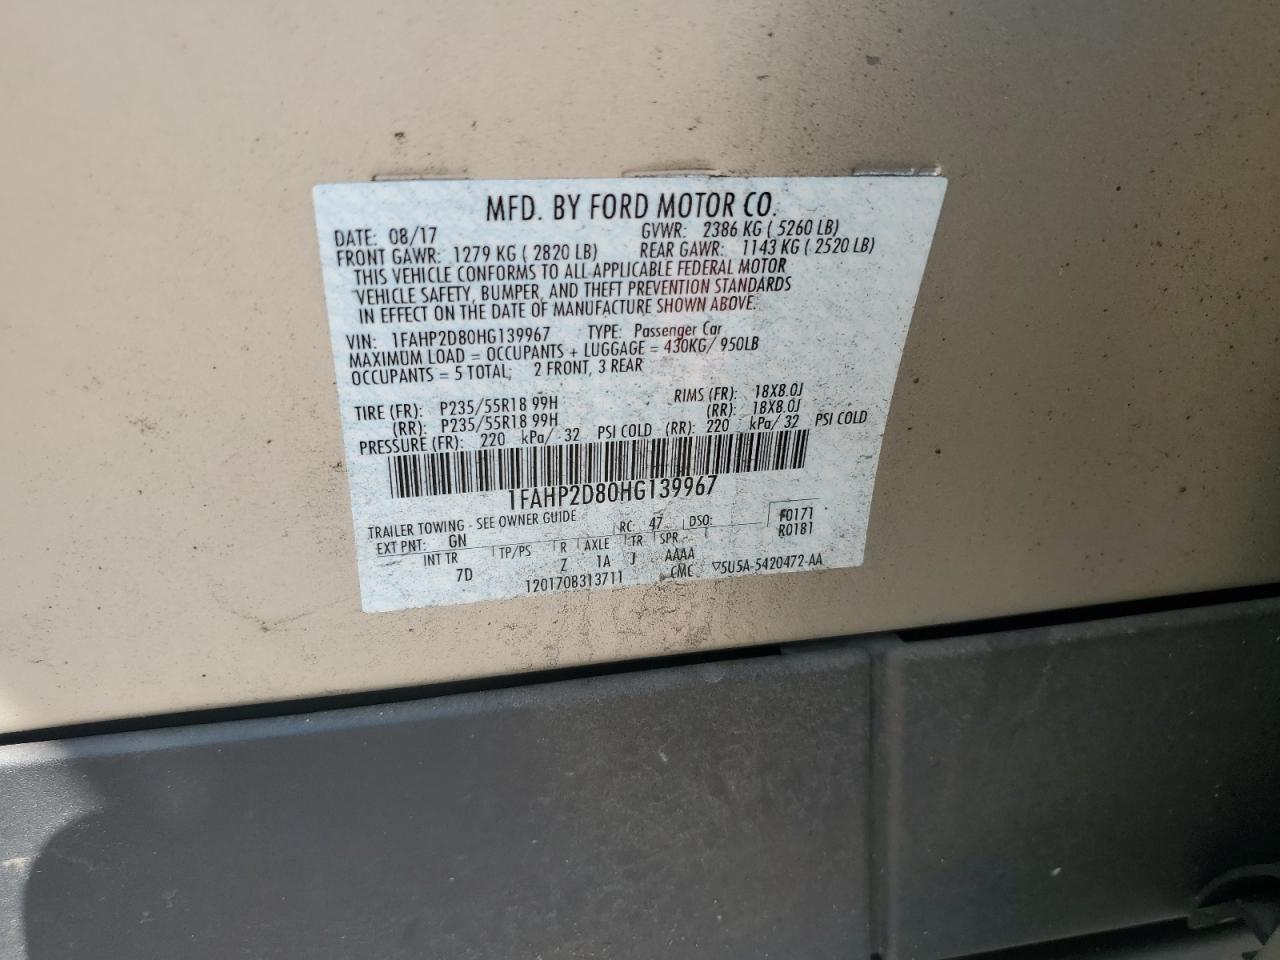 MFD. BY FORD MOTOR CO.
DATE: 08/17 GVWR: 2386 KG ( 5260 LB)
FRONT GAWR: 1279 KG ( 2820 LB) REAR GAWR: 1143 KG ( 2520 LB)
THIS VEHICLE CONFORMS TO ALL APPLICABLE FEDERAL MOTOR
VEHICLE SAFETY, BUMPER, AND THEFT PREVENTION STANDARDS
IN EFFECT ON THE DATE OF MANUFACTURE SHOWN ABOVE.
VIN: 1FAHP2D80HG139967 TYPE: Passenger Car
MAXIMUM LOAD = OCCUPANTS + LUGGAGE = 430KG/ 950LB
OCCUPANTS = 5 TOTAL; 2 FRONT, 3 REAR
TIRE (FR): P235/55R18 99H RIMS (FR): 18X8.0J
(RR): P235/55R18 99H (RR): 18X8.0J
PRESSURE (FR): 220 kPa/ 32 PSI COLD (RR): 220 kPa/ 32 PSI COLD
1FAHP2D80HG139967
TRAILER TOWING - SEE OWNER GUIDE RC: 47 DSO: F0171
EXT PNT: GN R0181
INT TR TP/PS R AXLE TR SPR
7D Z 1A J AAAA
1201708313711 CMC ▽5U5A-5420472-AA